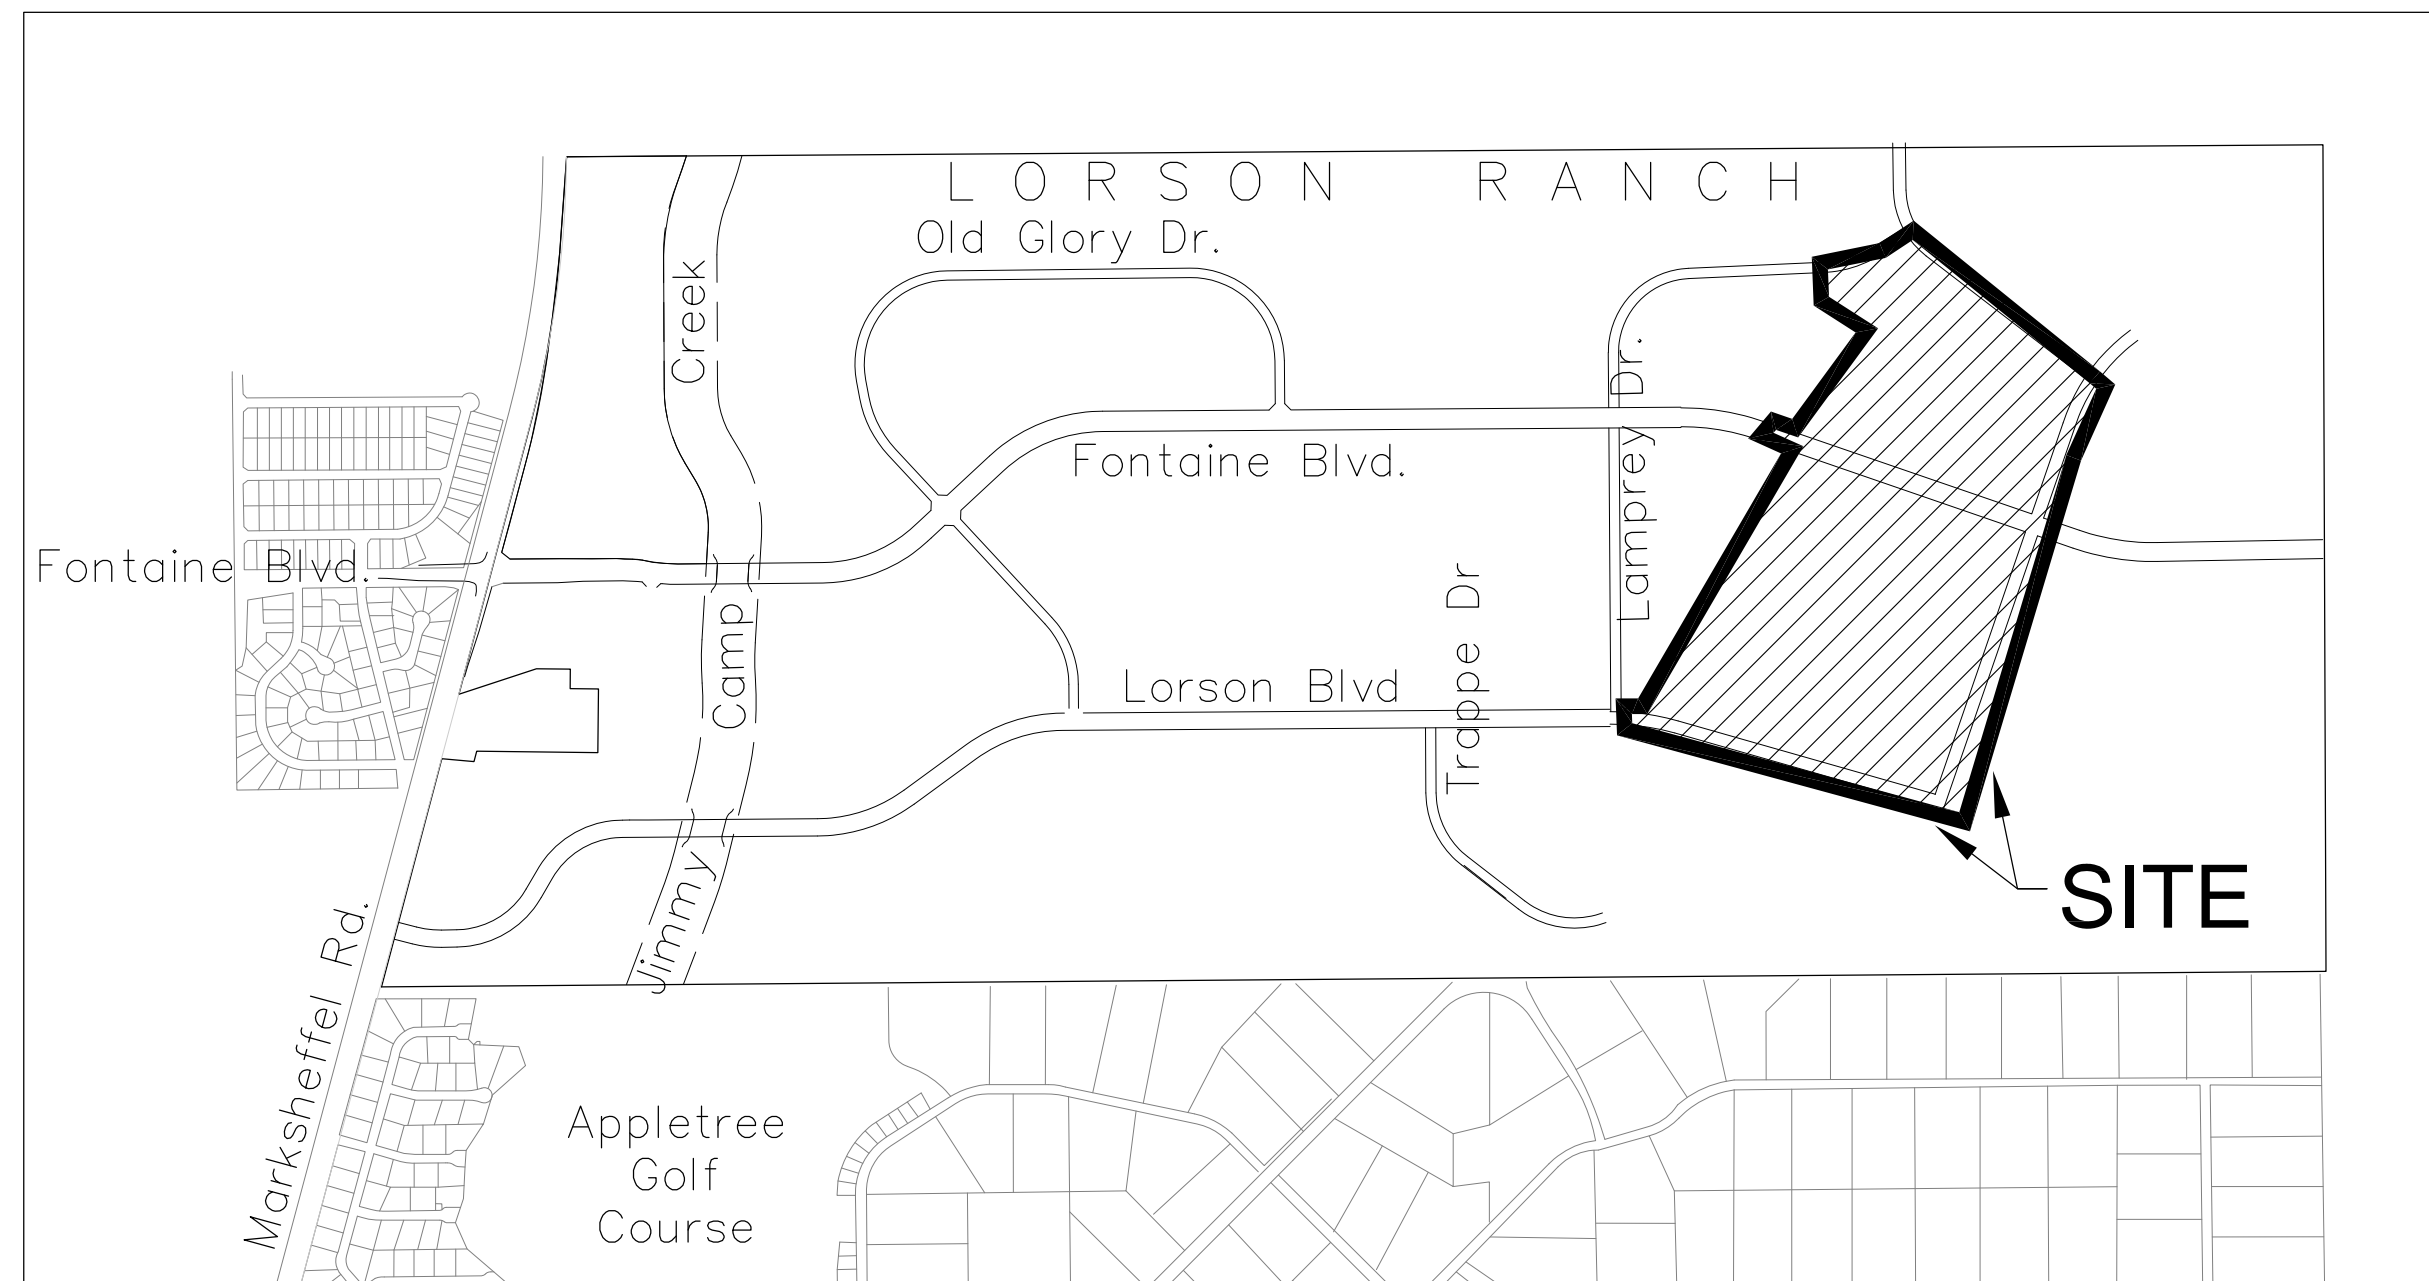 LORSON RANCH
Old Glory Dr.
Creek
Lamprey Dr.
Fontaine Blvd.
Fontaine Blvd.
Trappe Dr
Camp
Lorson Blvd
Jimmy
SITE
Marksheffel Rd.
Appletree
Golf
Course